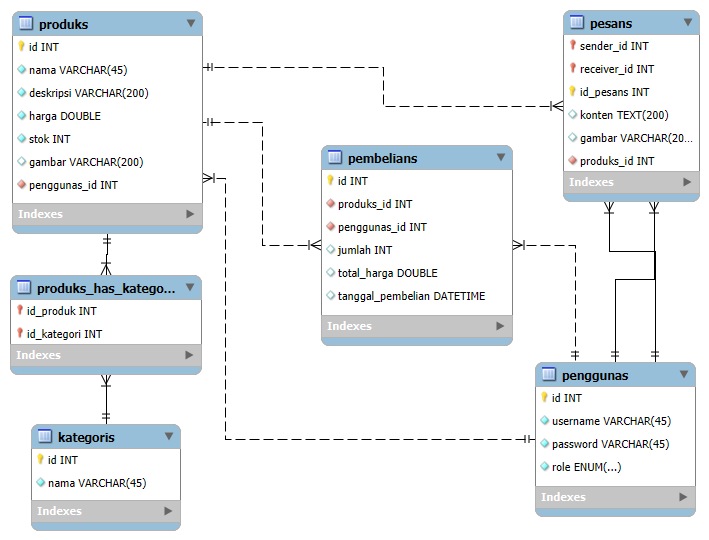 produks
id INT
nama VARCHAR(45)
deskripsi VARCHAR(200)
harga DOUBLE
stok INT
gambar VARCHAR(200)
penggunas_id INT
Indexes
pesans
sender_id INT
receiver_id INT
id_pesans INT
konten TEXT(200)
gambar VARCHAR(20...
produks_id INT
Indexes
pembelians
id INT
produks_id INT
penggunas_id INT
jumlah INT
total_harga DOUBLE
tanggal_pembelian DATETIME
Indexes
produks_has_katego...
id_produk INT
id_kategori INT
Indexes
penggunas
id INT
username VARCHAR(45)
password VARCHAR(45)
role ENUM(...)
Indexes
kategoris
id INT
nama VARCHAR(45)
Indexes